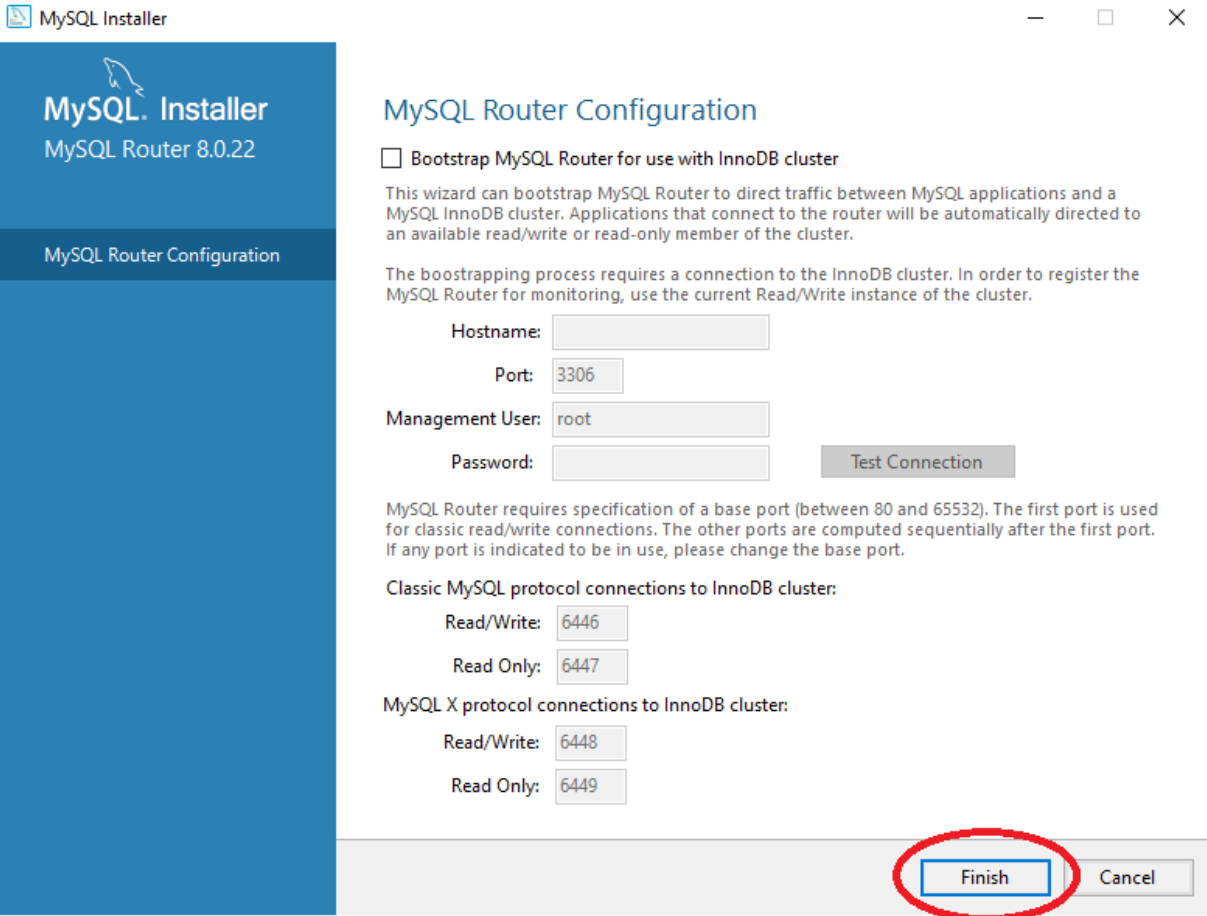 MySQL Installer
MySQL. Installer
MySQL Router 8.0.22
MySQL Router Configuration
MySQL Router Configuration
Bootstrap MySQL Router for use with InnoDB cluster
This wizard can bootstrap MySQL Router to direct traffic between MySQL applications and a
MySQL InnoDB cluster. Applications that connect to the router will be automatically directed to
an available read/write or read-only member of the cluster.
The boostrapping process requires a connection to the InnoDB cluster. In order to register the
MySQL Router for monitoring, use the current Read/Write instance of the cluster.
Hostname:
Port: 3306
Management User: root
Password: Test Connection
MySQL Router requires specification of a base port (between 80 and 65532). The first port is used
for classic read/write connections. The other ports are computed sequentially after the first port.
If any port is indicated to be in use, please change the base port.
Classic MySQL protocol connections to InnoDB cluster:
Read/Write: 6446
Read Only: 6447
MySQL X protocol connections to InnoDB cluster:
Read/Write: 6448
Read Only: 6449
Finish Cancel